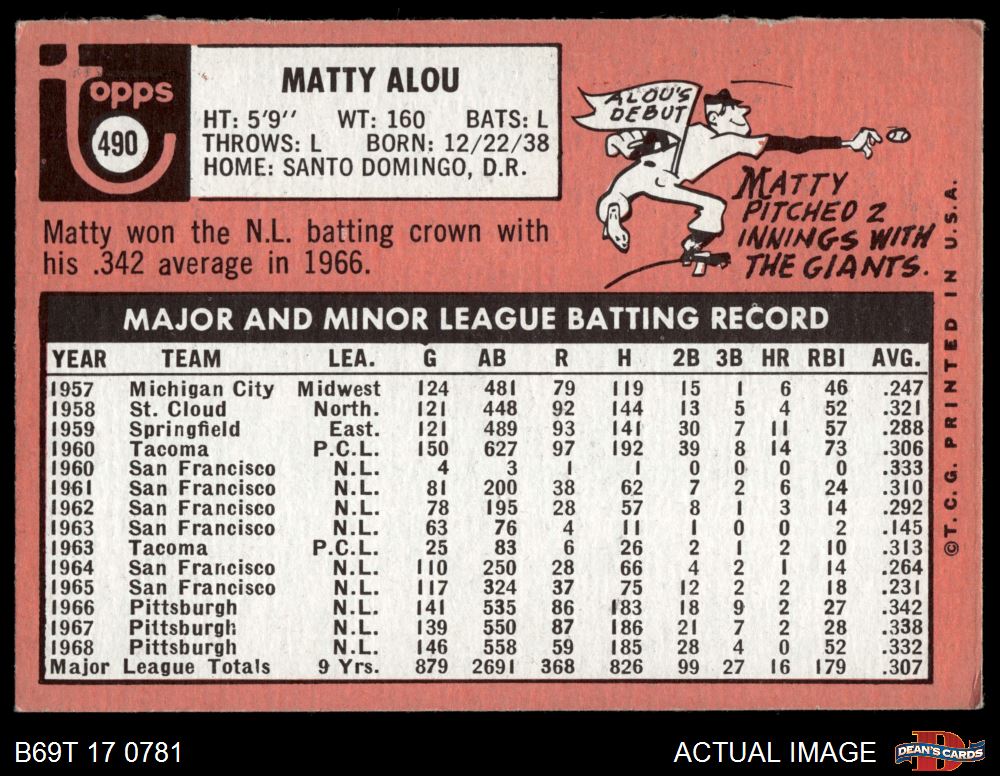 Topps
490
MATTY ALOU
HT: 5'9'' WT: 160 BATS: L
THROWS: L BORN: 12/22/38
HOME: SANTO DOMINGO, D.R.
Matty won the N.L. batting crown with
his .342 average in 1966.
ALOU'S
DEBUT
MATTY
PITCHED 2
INNINGS WITH
THE GIANTS.
©T.C.G. PRINTED IN U.S.A.
MAJOR AND MINOR LEAGUE BATTING RECORD
YEAR TEAM LEA. G AB R H 2B 3B HR RBI AVG.
1957 Michigan City Midwest 124 481 79 119 15 1 6 46 .247
1958 St. Cloud North. 121 448 92 144 13 5 4 52 .321
1959 Springfield East. 121 489 93 141 30 7 11 57 .288
1960 Tacoma P.C.L. 150 627 97 192 39 8 14 73 .306
1960 San Francisco N.L. 4 3 1 1 0 0 0 0 .333
1961 San Francisco N.L. 81 200 38 62 7 2 6 24 .310
1962 San Francisco N.L. 78 195 28 57 8 1 3 14 .292
1963 San Francisco N.L. 63 76 4 11 1 0 0 2 .145
1963 Tacoma P.C.L. 25 83 6 26 2 1 2 10 .313
1964 San Francisco N.L. 110 250 28 66 4 2 1 14 .264
1965 San Francisco N.L. 117 324 37 75 12 2 2 18 .231
1966 Pittsburgh N.L. 141 535 86 183 18 9 2 27 .342
1967 Pittsburgh N.L. 139 550 87 186 21 7 2 28 .338
1968 Pittsburgh N.L. 146 558 59 185 28 4 0 52 .332
Major League Totals 9 Yrs. 879 2691 368 826 99 27 16 179 .307
B69T 17 0781
ACTUAL IMAGE
DEAN'S CARDS